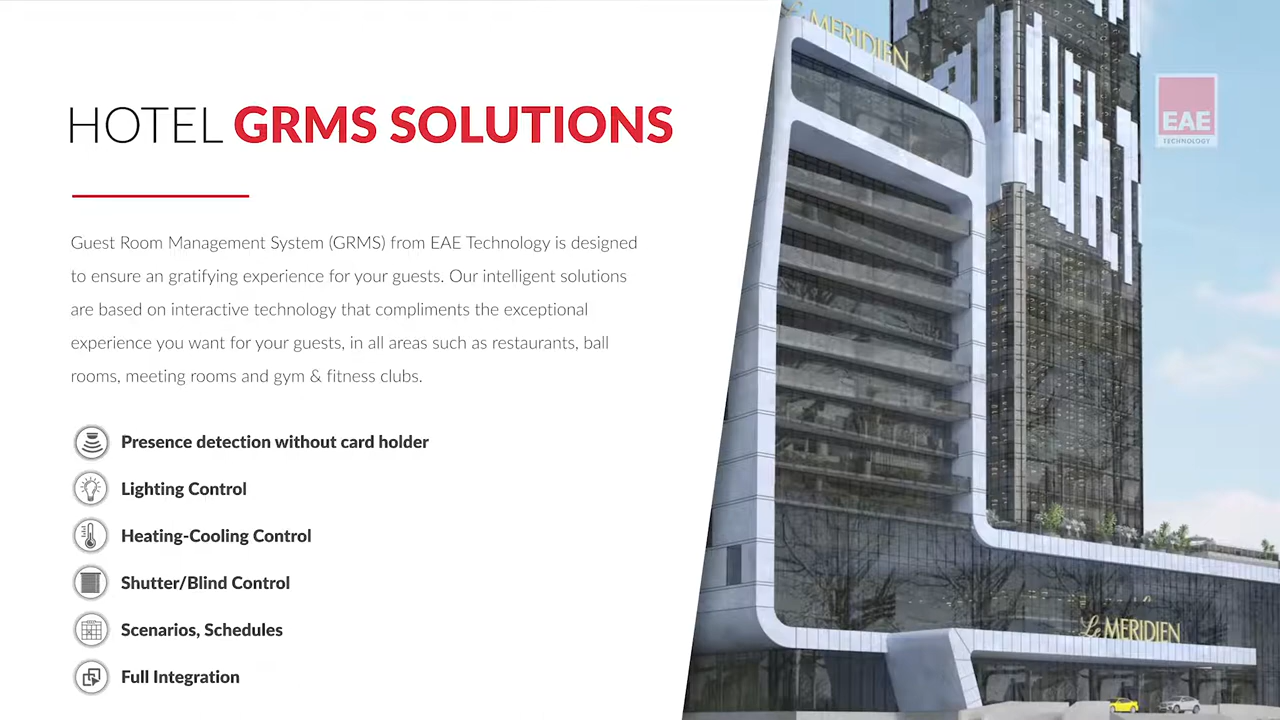 HOTEL GRMS SOLUTIONS
Guest Room Management System (GRMS) from EAE Technology is designed
to ensure an gratifying experience for your guests. Our intelligent solutions
are based on interactive technology that compliments the exceptional
experience you want for your guests, in all areas such as restaurants, ball
rooms, meeting rooms and gym & fitness clubs.
Presence detection without card holder
Lighting Control
Heating-Cooling Control
Shutter/Blind Control
Scenarios, Schedules
Full Integration
MERIDIEN
EAE
TECHNOLOGY
Le MERIDIEN